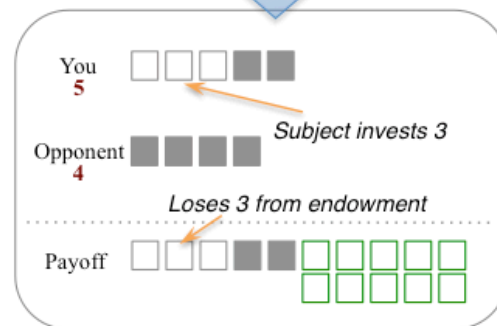 You
5
Subject invests 3
Opponent
4
Loses 3 from endowment
Payoff